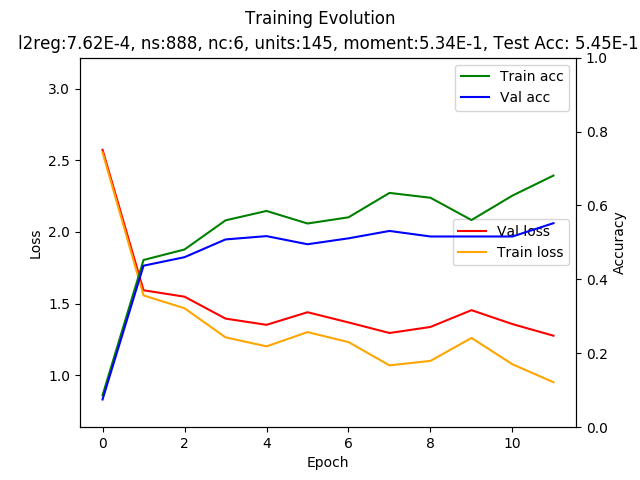 Training Evolution
l2reg:7.62E-4, ns:888, nc:6, units:145, moment:5.34E-1, Test Acc: 5.45E-1
Train acc
Val acc
Val loss
Train loss
3.0
2.5
2.0
1.5
1.0
Loss
1.0
0.8
0.6
0.4
0.2
0.0
Accuracy
0 2 4 6 8 10
Epoch